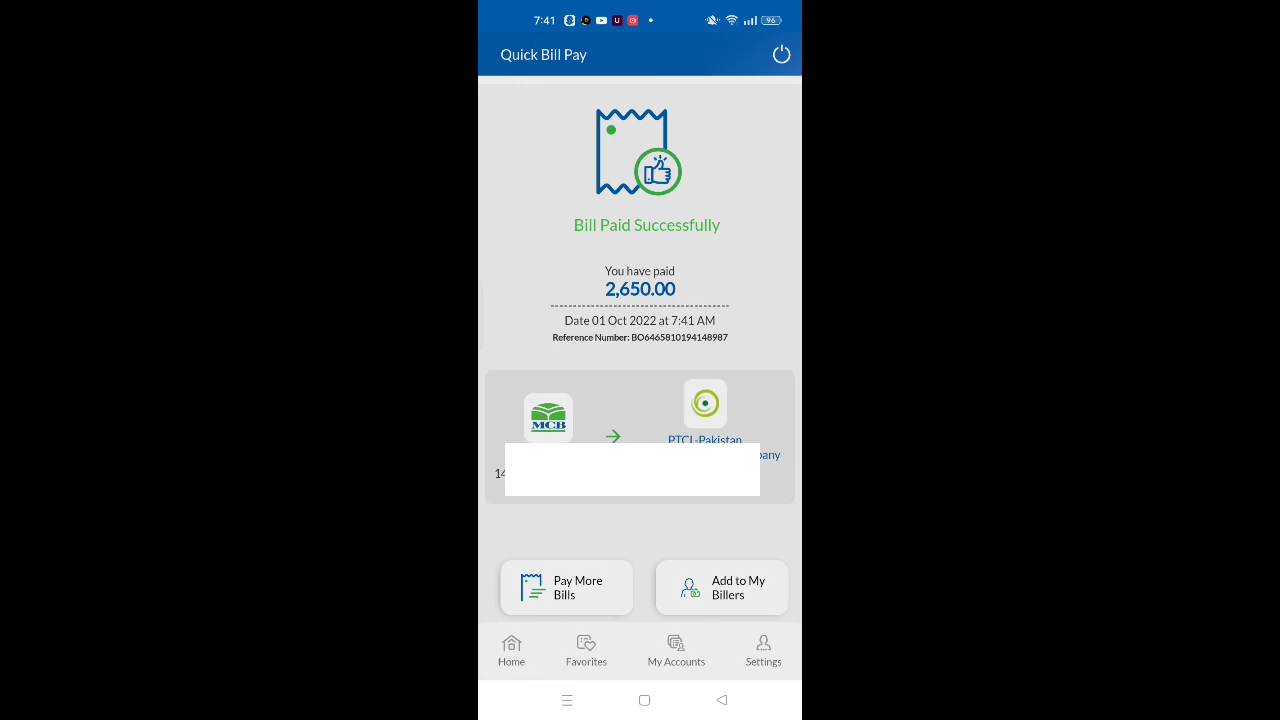 7:41
96
Quick Bill Pay
Bill Paid Successfully
You have paid
2,650.00
Date 01 Oct 2022 at 7:41 AM
Reference Number: BO6465810194148987
MCB
PTCL-Pakistan
14
Pay More
Bills
Add to My
Billers
Home
Favorites
My Accounts
Settings